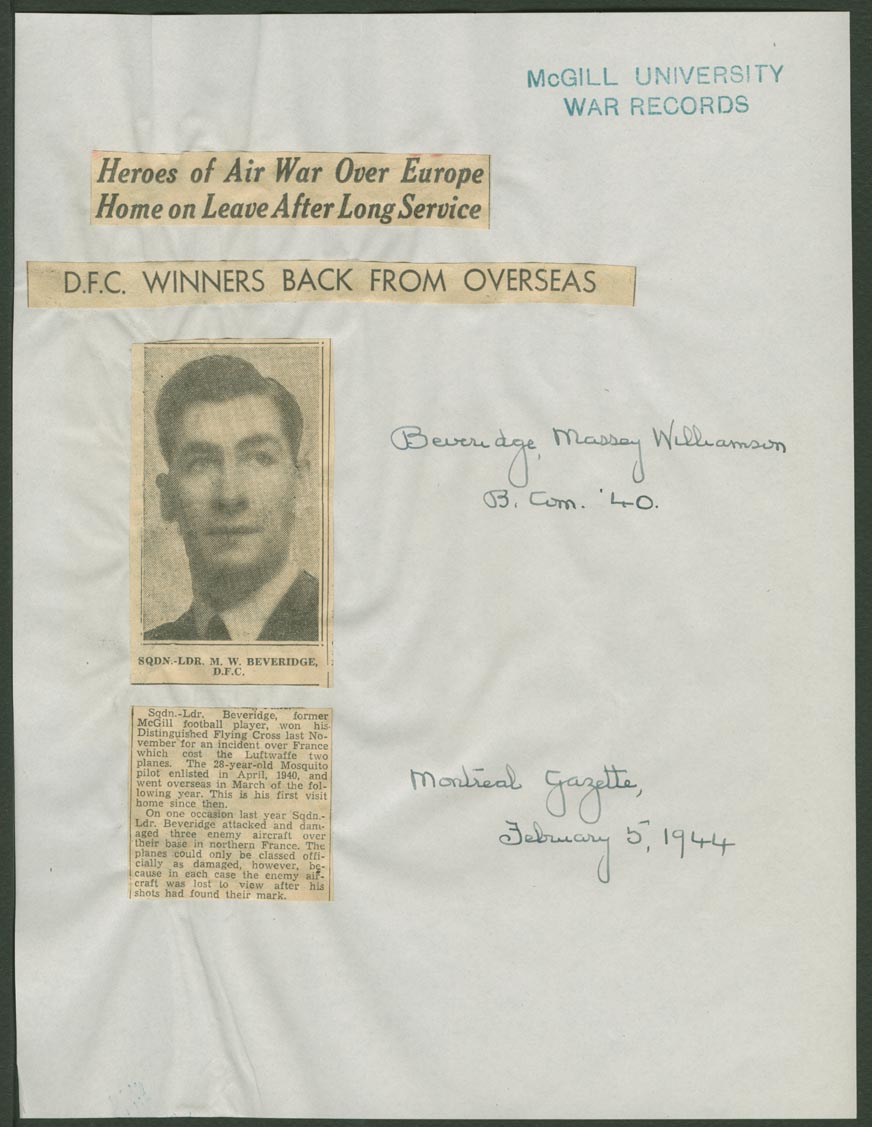 McGILL UNIVERSITY
WAR RECORDS
Heroes of Air War Over Europe
Home on Leave After Long Service
D.F.C. WINNERS BACK FROM OVERSEAS
Beveridge, Massey Williamson
B. Com. '40.
SQDN.-LDR. M. W. BEVERIDGE,
D.F.C.
Sqdn.-Ldr. Beveridge, former
McGill football player, won his
Distinguished Flying Cross last No-
vember for an incident over France
which cost the Luftwaffe two
planes. The 28-year-old Mosquito
pilot enlisted in April, 1940, and
went overseas in March of the fol-
lowing year. This is his first visit
home since then.
On one occasion last year Sqdn.-
Ldr. Beveridge attacked and dam-
aged three enemy aircraft over
their base in northern France. The
planes could only be classed offi-
cially as damaged, however, be-
cause in each case the enemy air-
craft was lost to view after his
shots had found their mark.
Montreal Gazette,
February 5, 1944